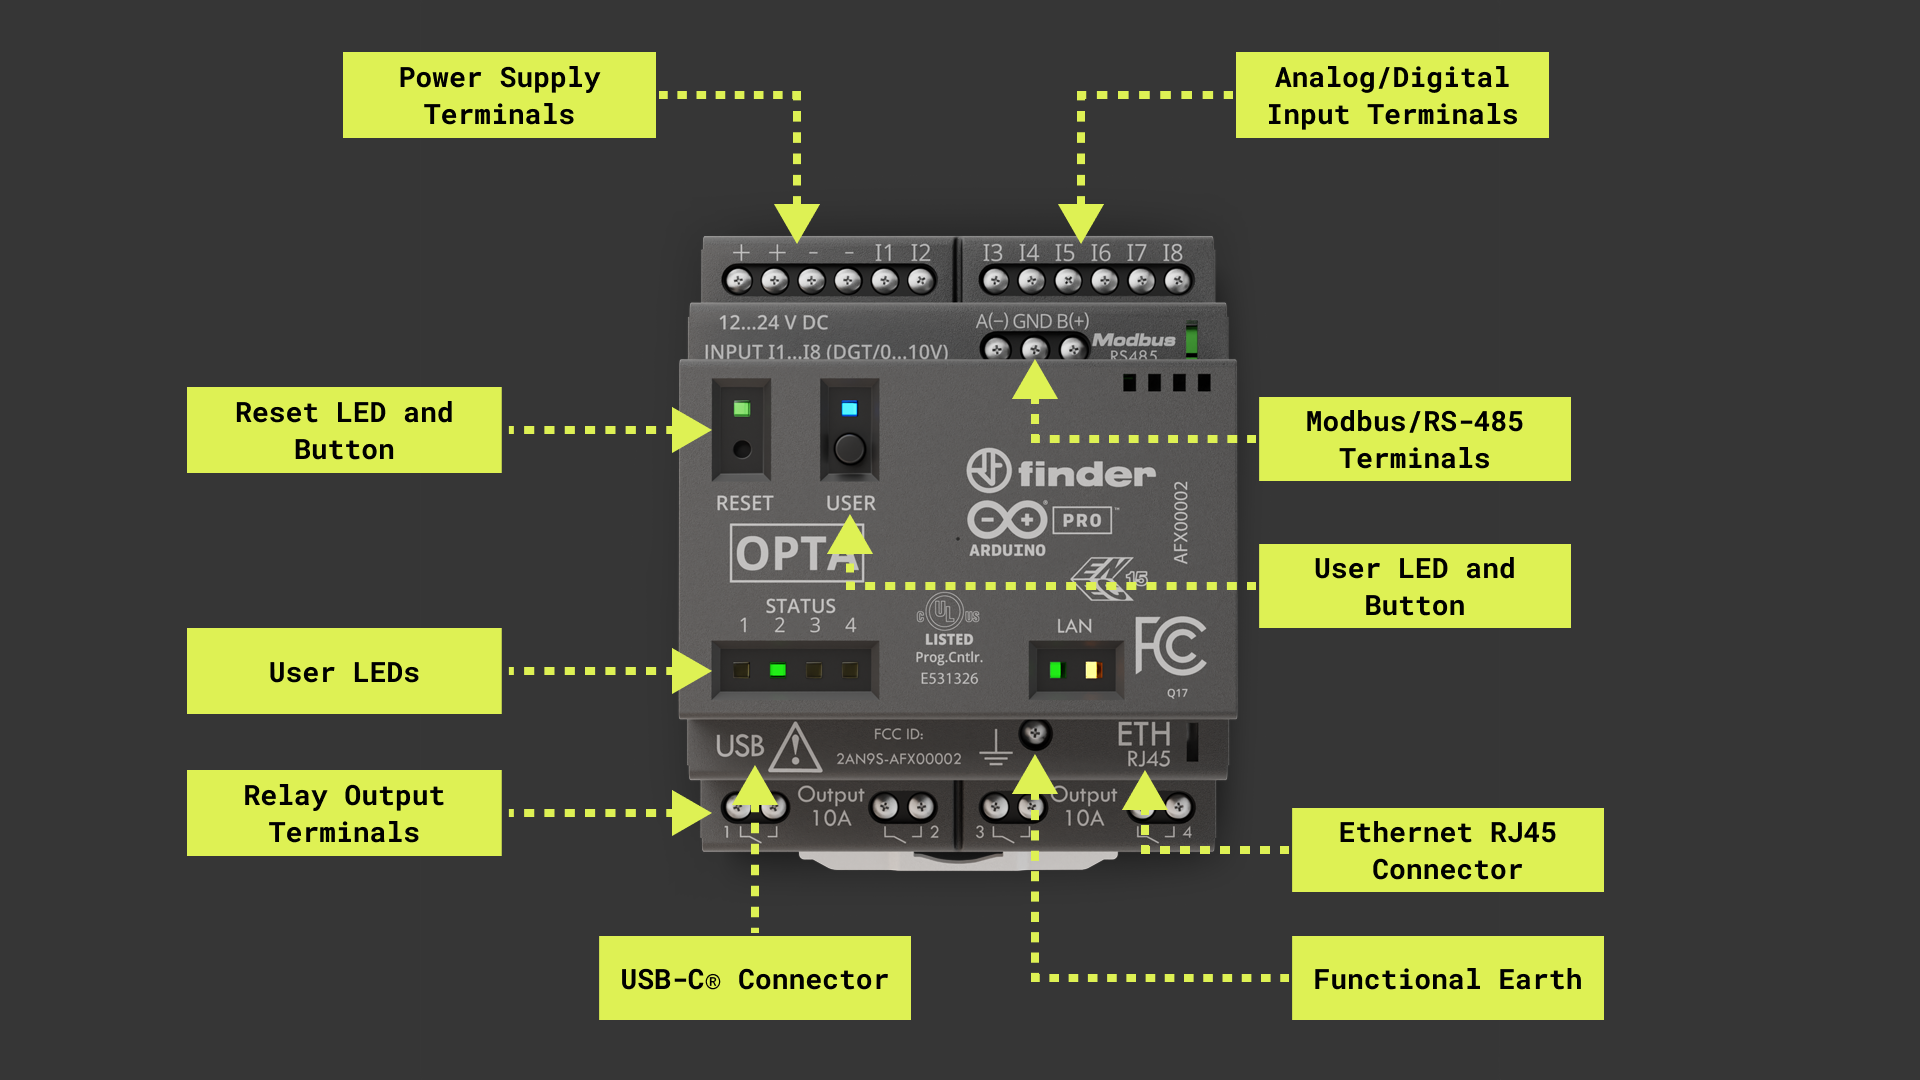 Power Supply
Terminals
Analog/Digital
Input Terminals
+ + - - I1 I2
I3 I4 I5 I6 I7 I8
12...24 V DC
INPUT I1...I8 (DGT/0...10V)
A(-) GND B(+)
Modbus
RS485
Reset LED and
Button
Modbus/RS-485
Terminals
RESET
USER
finder
ARDUINO
PRO™
AFX00002
OPTA
EAC
15
User LED and
Button
STATUS
1 2 3 4
C UL US
LISTED
Prog.Cntlr.
E531326
LAN
FC
Q17
User LEDs
USB
FCC ID:
2AN9S-AFX00002
ETH
RJ45
Relay Output
Terminals
Output
10A
1
2
Output
10A
3
4
Ethernet RJ45
Connector
USB-C® Connector
Functional Earth